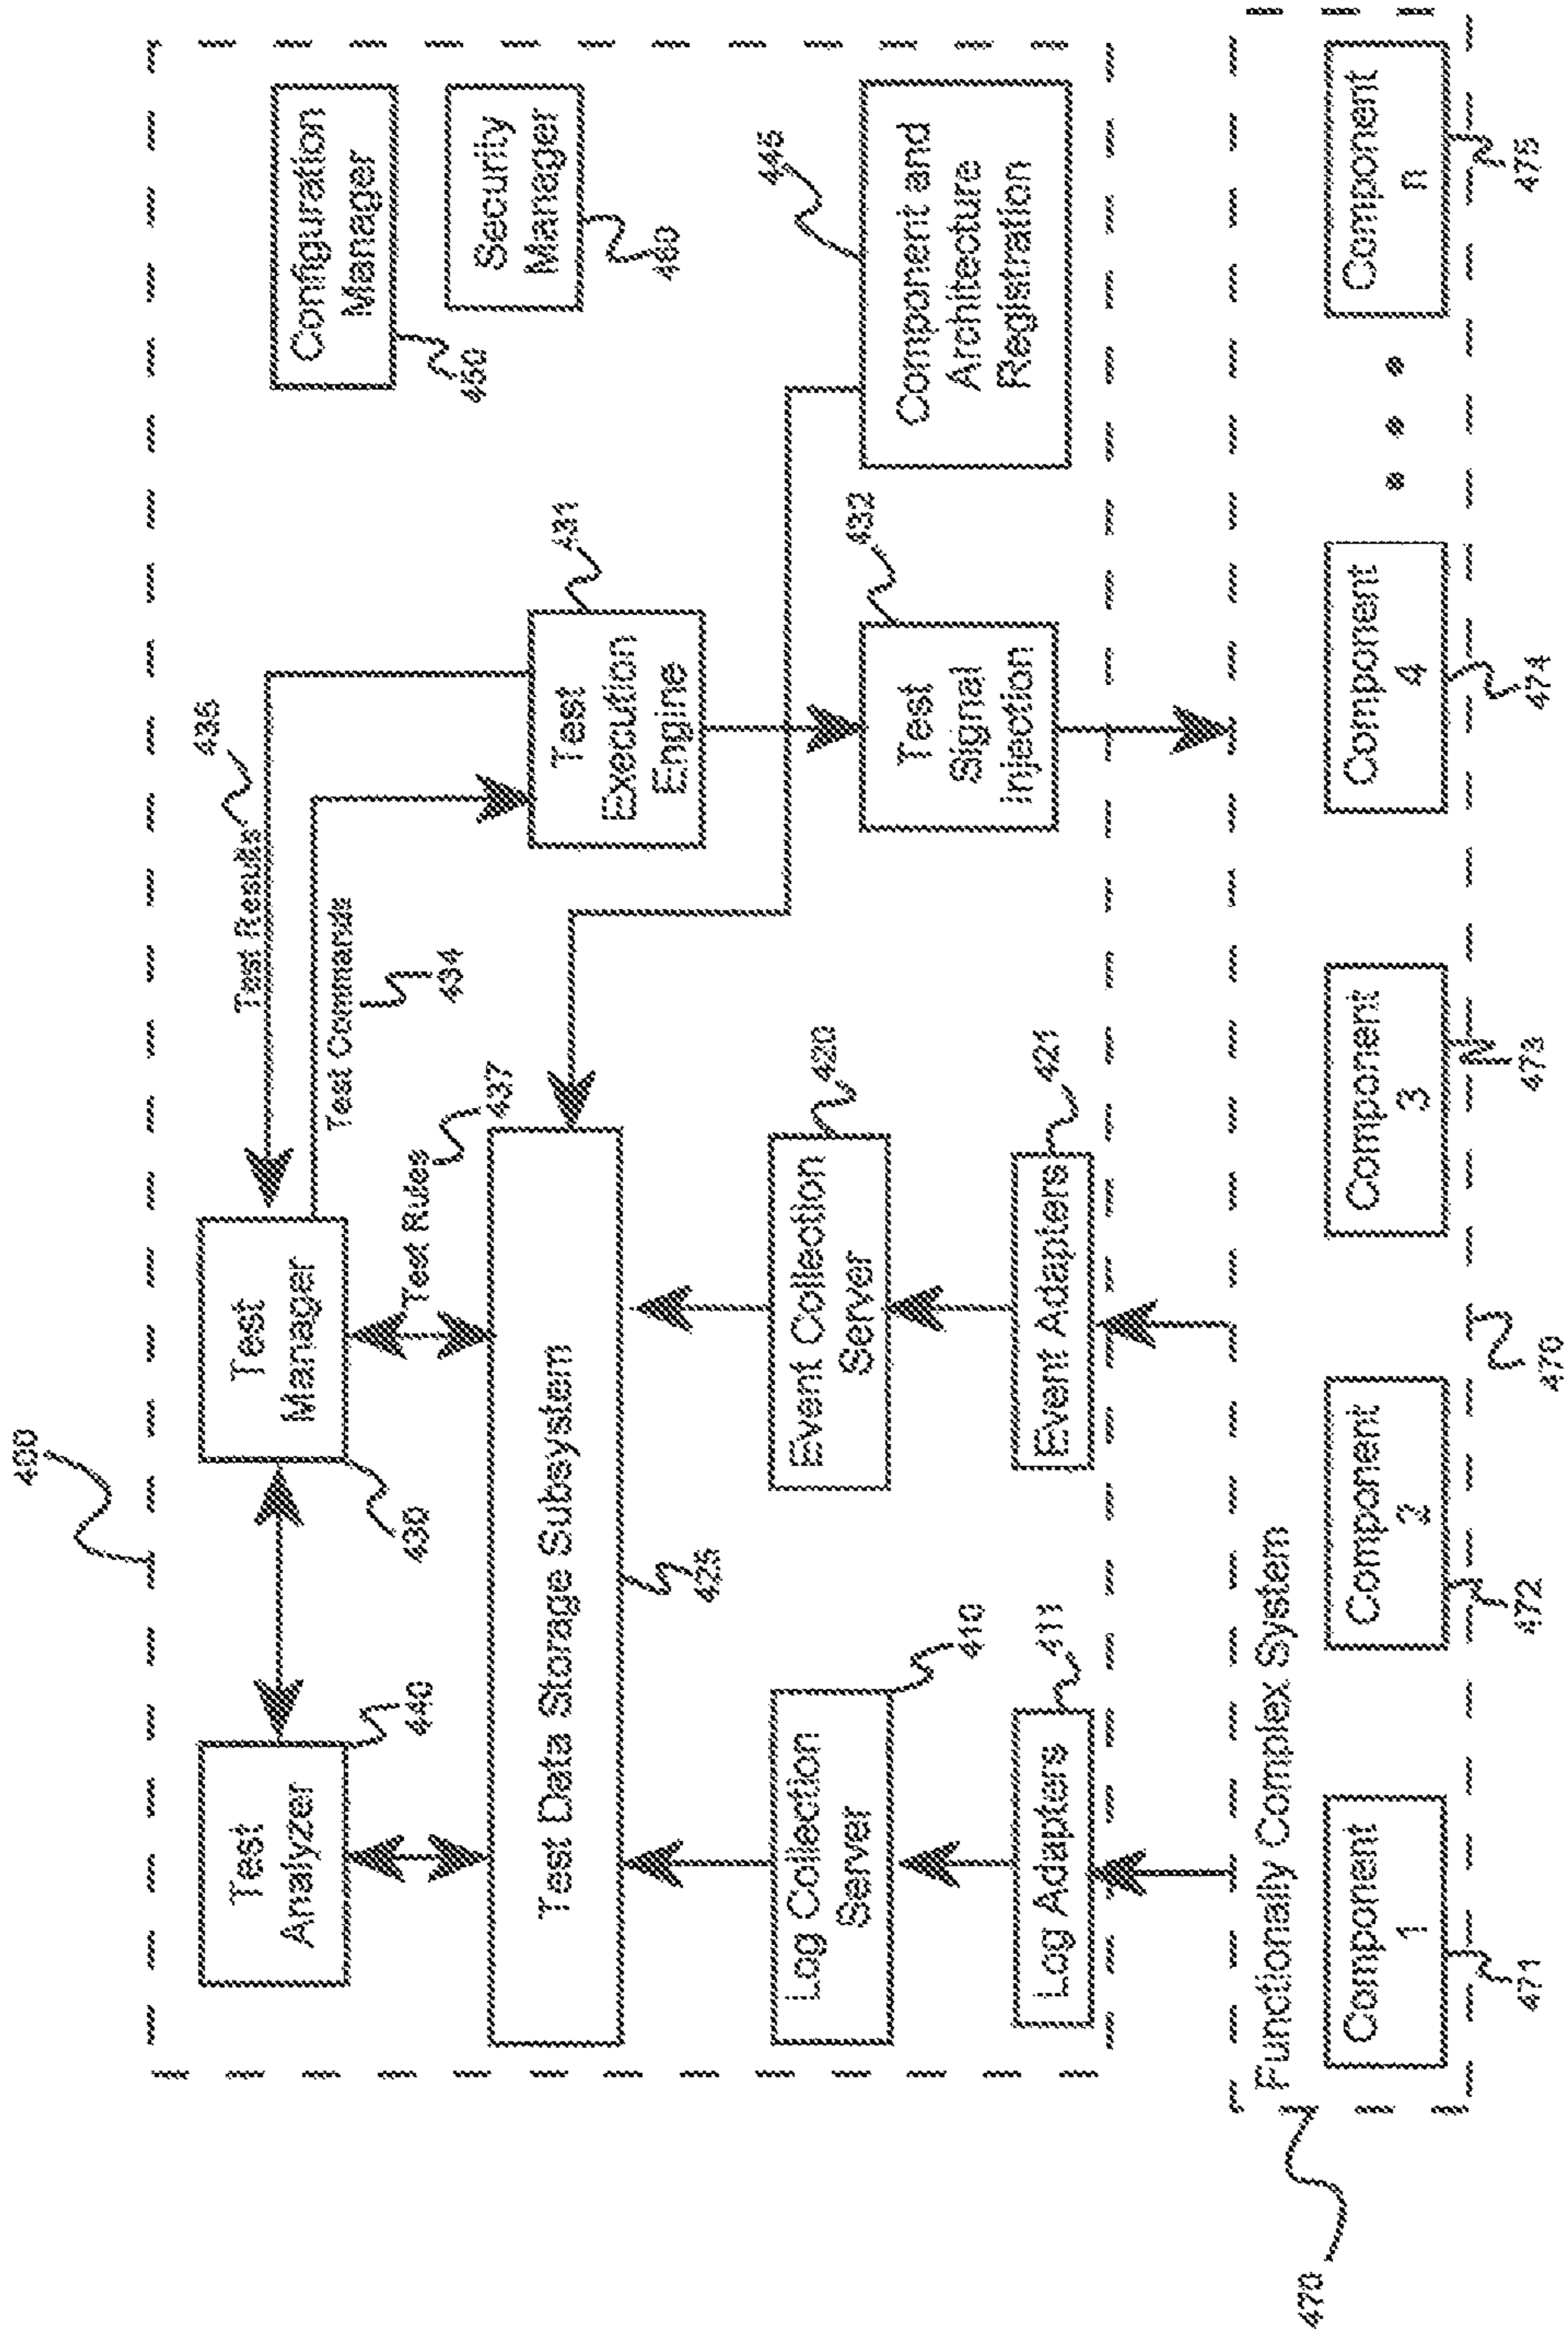 400
Test
Analyzer
440
Test
Manager
430
Test Results
435
Test Commands
434
Test Rules
437
Configuration
Manager
450
Security
Manager
460
Test
Execution
Engine
431
Test Data Storage Subsystem
425
Log Collection
Server
410
Event Collection
Server
420
Test
Signal
Injection
432
Component and
Architecture
Registration
445
Log Adapters
411
Event Adapters
421
Functionally Complex System
470
Component
1
471
Component
2
472
470
Component
3
473
Component
4
474
Component
n
475